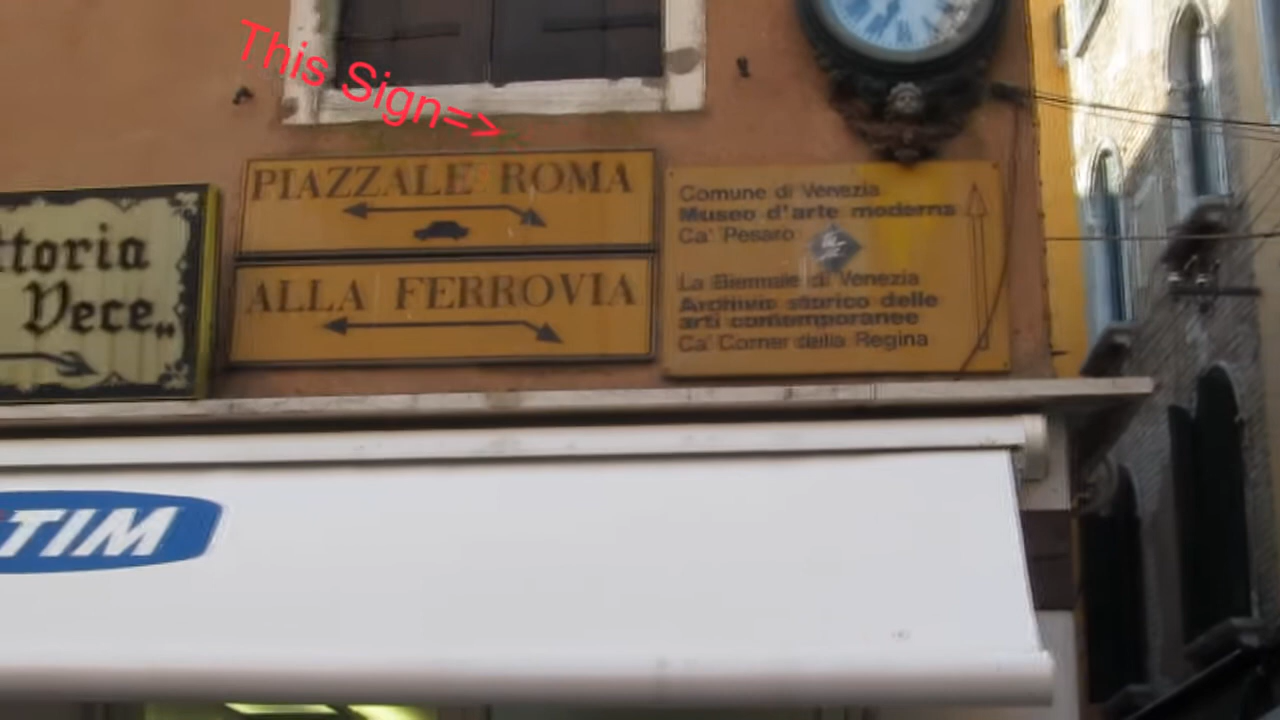 This Sign=>
PIAZZALE ROMA
ALLA FERROVIA
ttoria
Vece„
Comune di Venezia
Museo d'arte moderna
Ca' Pesaro
La Biennale di Venezia
Archivio storico delle
arti contemporanee
Ca' Corner della Regina
TIM